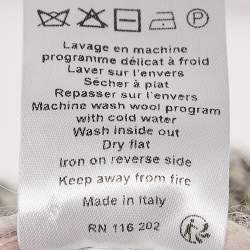 P
Lavage en machine
programme délicat à froid
Laver sur l'envers
Sécher à plat
Repasser sur l'envers
Machine wash wool program
with cold water
Wash inside out
Dry flat
Iron on reverse side
Keep away from fire
Made in Italy
RN 116 202